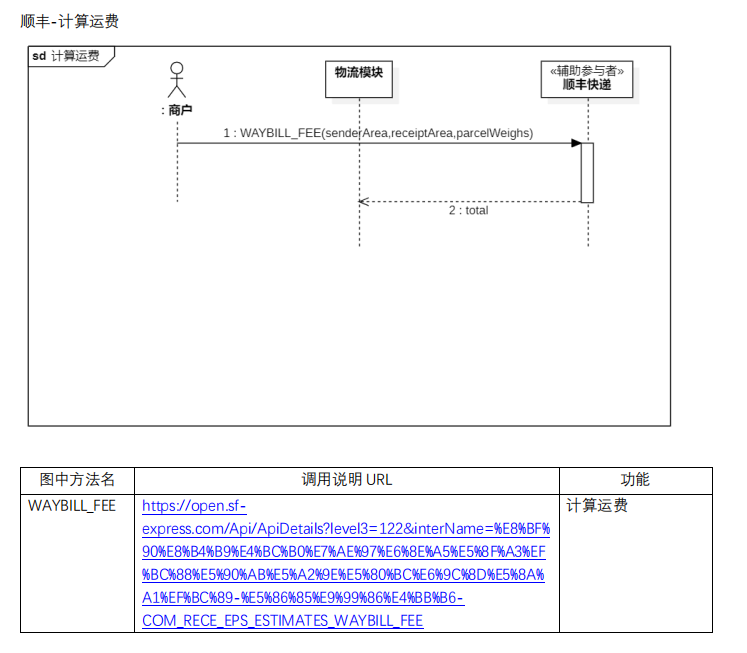 顺丰-计算运费
sd 计算运费
: 商户
物流模块
«辅助参与者»
顺丰快递
1 : WAYBILL_FEE(senderArea,receiptArea,parcelWeighs)
2 : total
图中方法名 调用说明 URL 功能
WAYBILL_FEE https://open.sf- 计算运费
express.com/Api/ApiDetails?level3=122&interName=%E8%BF%
90%E8%B4%B9%E4%BC%B0%E7%AE%97%E6%8E%A5%E5%8F%A3%EF
%BC%88%E5%90%AB%E5%A2%9E%E5%80%BC%E6%9C%8D%E5%8A%
A1%EF%BC%89-%E5%86%85%E9%99%86%E4%BB%B6-
COM_RECE_EPS_ESTIMATES_WAYBILL_FEE